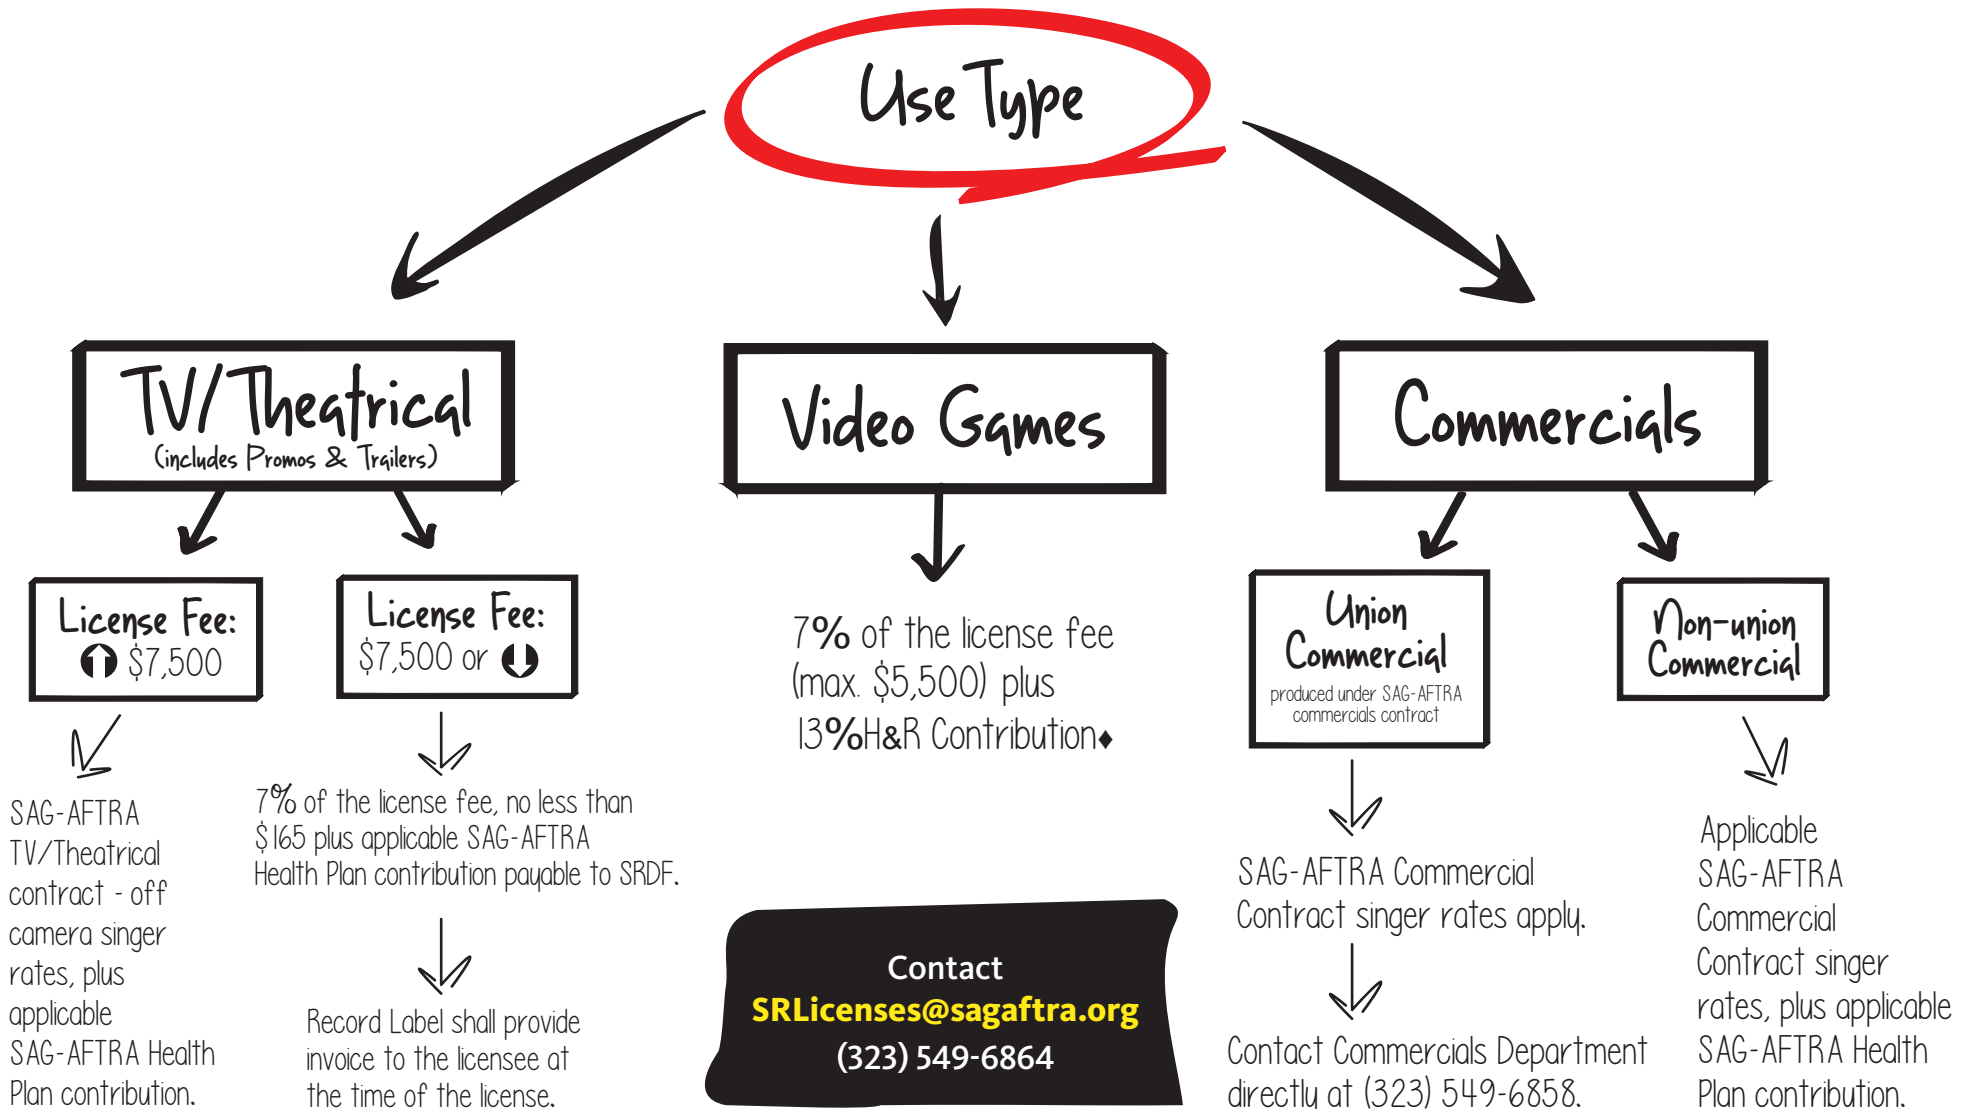 Use Type
TV/Theatrical
(includes Promos & Trailers)
Video Games
Commercials
License Fee:
$7,500
License Fee:
$7,500 or
7% of the license fee
(max. $5,500) plus
13%H&R Contribution♦
Union
Commercial
produced under SAG-AFTRA
commercials contract
Non-union
Commercial
SAG-AFTRA
TV/Theatrical
contract - off
camera singer
rates, plus
applicable
SAG-AFTRA Health
Plan contribution.
7% of the license fee, no less than
$165 plus applicable SAG-AFTRA
Health Plan contribution payable to SRDF.
Record Label shall provide
invoice to the licensee at
the time of the license.
Contact
SRLicenses@sagaftra.org
(323) 549-6864
SAG-AFTRA Commercial
Contract singer rates apply.
Contact Commercials Department
directly at (323) 549-6858.
Applicable
SAG-AFTRA
Commercial
Contract singer
rates, plus applicable
SAG-AFTRA Health
Plan contribution.